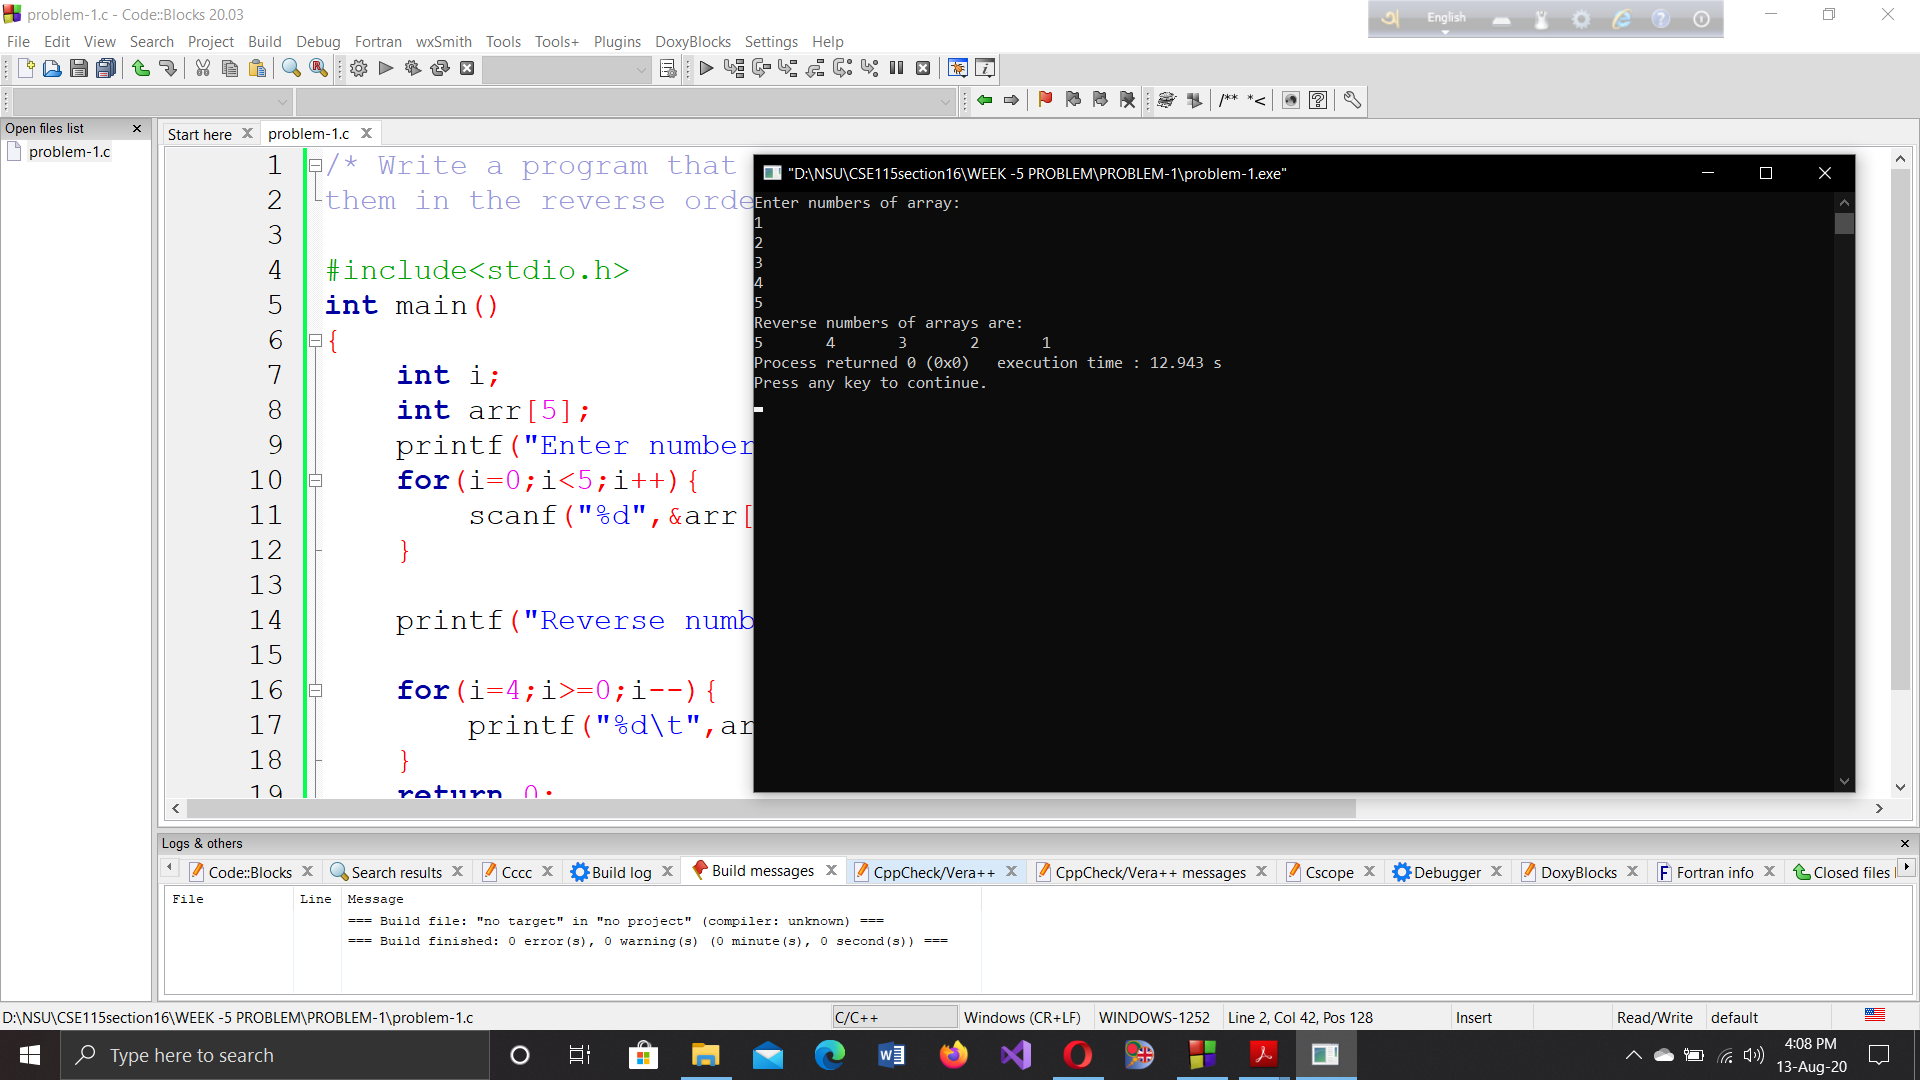 problem-1.c - Code::Blocks 20.03
English
File Edit View Search Project Build Debug Fortran wxSmith Tools Tools+ Plugins DoxyBlocks Settings Help
/** *<
Open files list
problem-1.c
Start here problem-1.c
1 /* Write a program that
2 them in the reverse orde
3
4 #include<stdio.h>
5 int main()
6 {
7 int i;
8 int arr[5];
9 printf("Enter number
10 for(i=0;i<5;i++){
11 scanf("%d",&arr[
12 }
13
14 printf("Reverse numb
15
16 for(i=4;i>=0;i--){
17 printf("%d\t",ar
18 }
19 return 0;
"D:\NSU\CSE115section16\WEEK -5 PROBLEM\PROBLEM-1\problem-1.exe"
Enter numbers of array:
1
2
3
4
5
Reverse numbers of arrays are:
5 4 3 2 1
Process returned 0 (0x0) execution time : 12.943 s
Press any key to continue.
Logs & others
Code::Blocks Search results Cccc Build log Build messages CppCheck/Vera++ CppCheck/Vera++ messages Cscope Debugger DoxyBlocks Fortran info Closed files
File Line Message
=== Build file: "no target" in "no project" (compiler: unknown) ===
=== Build finished: 0 error(s), 0 warning(s) (0 minute(s), 0 second(s)) ===
D:\NSU\CSE115section16\WEEK -5 PROBLEM\PROBLEM-1\problem-1.c C/C++ Windows (CR+LF) WINDOWS-1252 Line 2, Col 42, Pos 128 Insert Read/Write default
Type here to search
4:08 PM
13-Aug-20